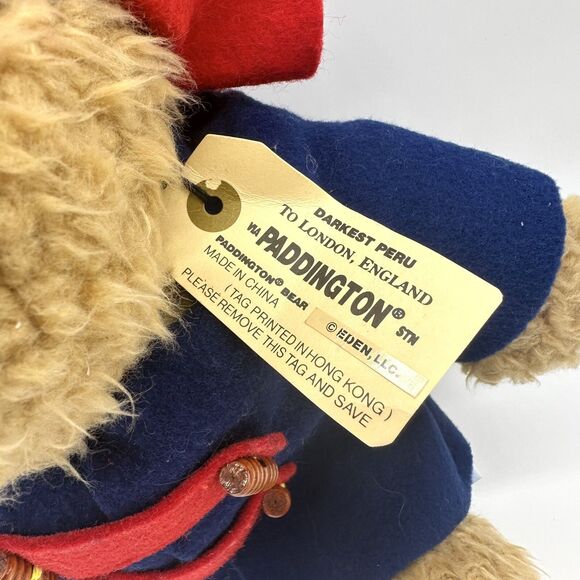 DARKEST PERU
TO LONDON, ENGLAND
VIA PADDINGTON® STN
PADDINGTON® BEAR ©/EDEN, LLC.
MADE IN CHINA
( TAG PRINTED IN HONG KONG )
PLEASE REMOVE THIS TAG AND SAVE